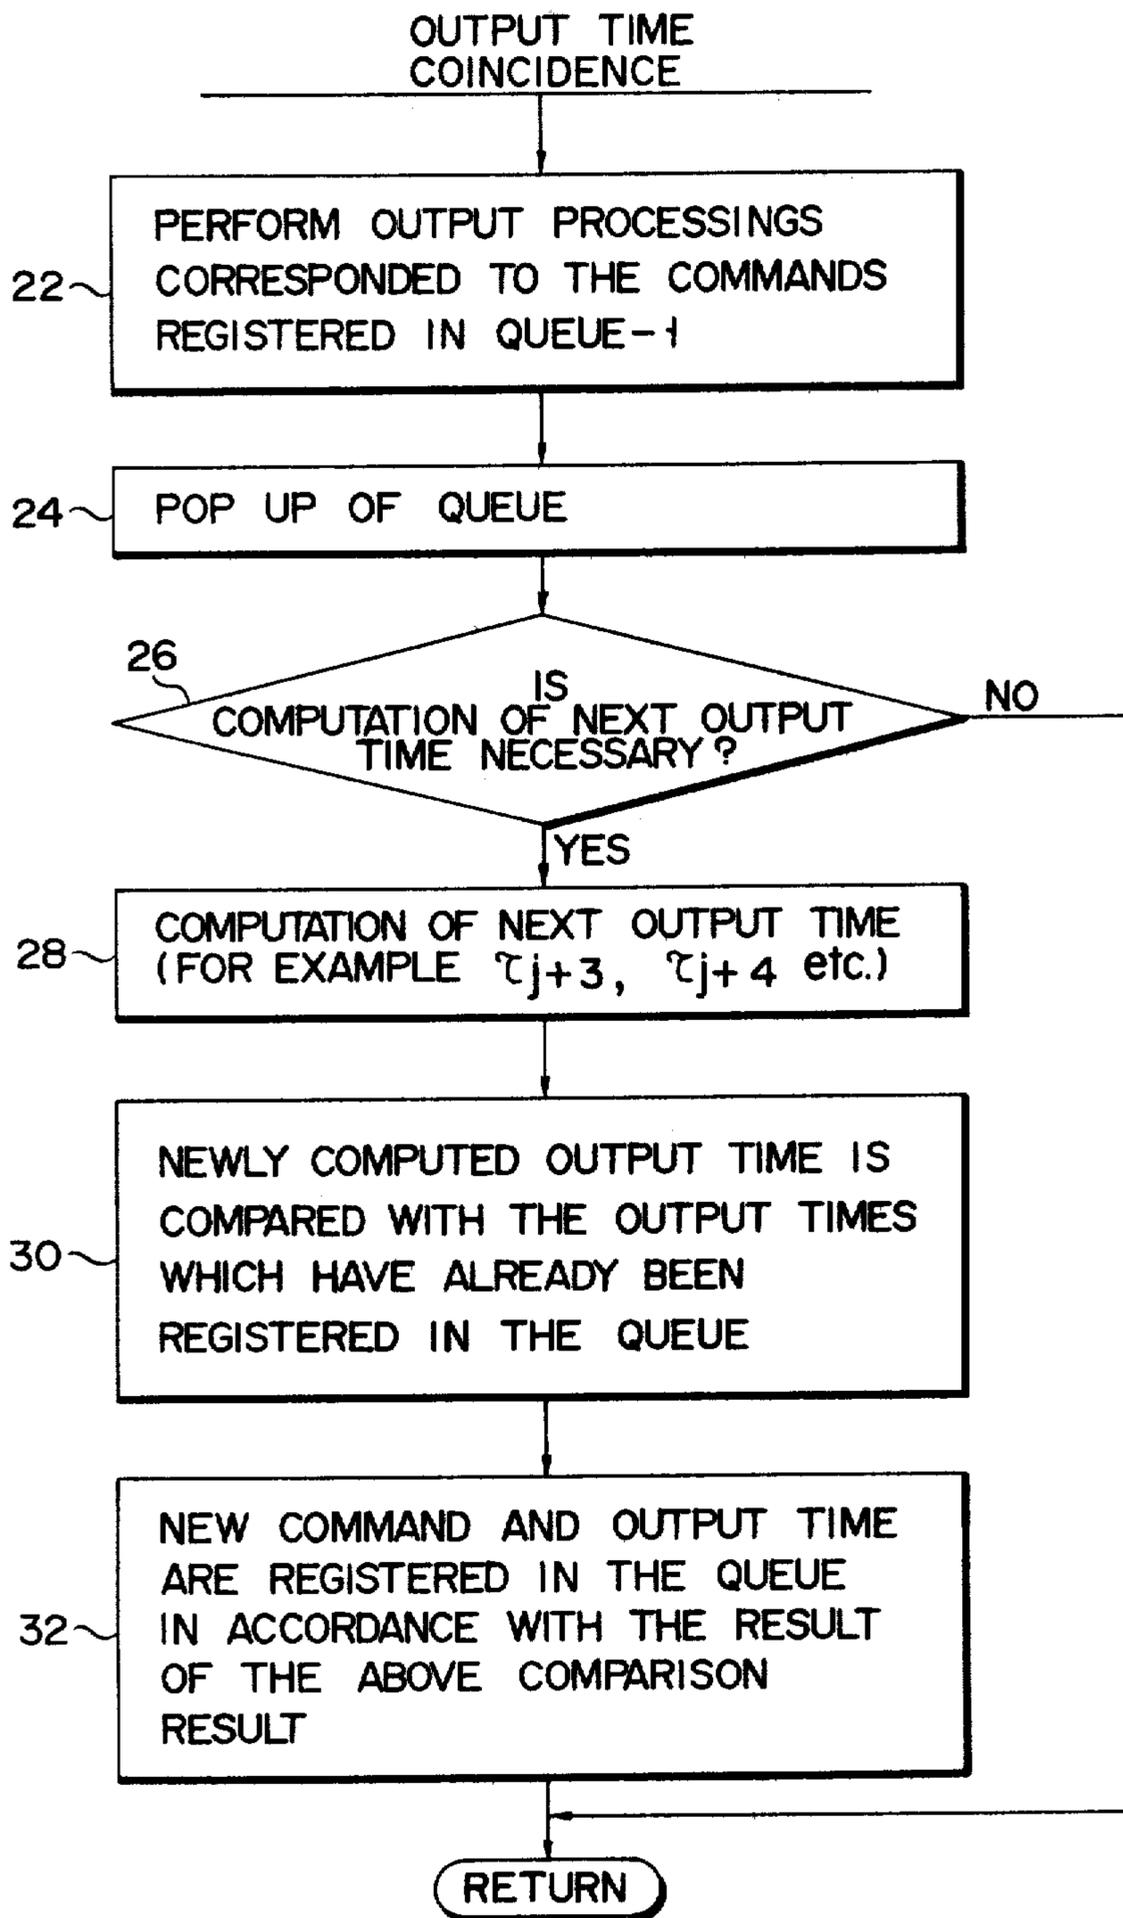 OUTPUT TIME
COINCIDENCE
22
PERFORM OUTPUT PROCESSINGS
CORRESPONDED TO THE COMMANDS
REGISTERED IN QUEUE-1
24
POP UP OF QUEUE
26
IS
COMPUTATION OF NEXT OUTPUT
TIME NECESSARY?
NO
YES
28
COMPUTATION OF NEXT OUTPUT TIME
(FOR EXAMPLE τj+3, τj+4 etc.)
30
NEWLY COMPUTED OUTPUT TIME IS
COMPARED WITH THE OUTPUT TIMES
WHICH HAVE ALREADY BEEN
REGISTERED IN THE QUEUE
32
NEW COMMAND AND OUTPUT TIME
ARE REGISTERED IN THE QUEUE
IN ACCORDANCE WITH THE RESULT
OF THE ABOVE COMPARISON
RESULT
RETURN